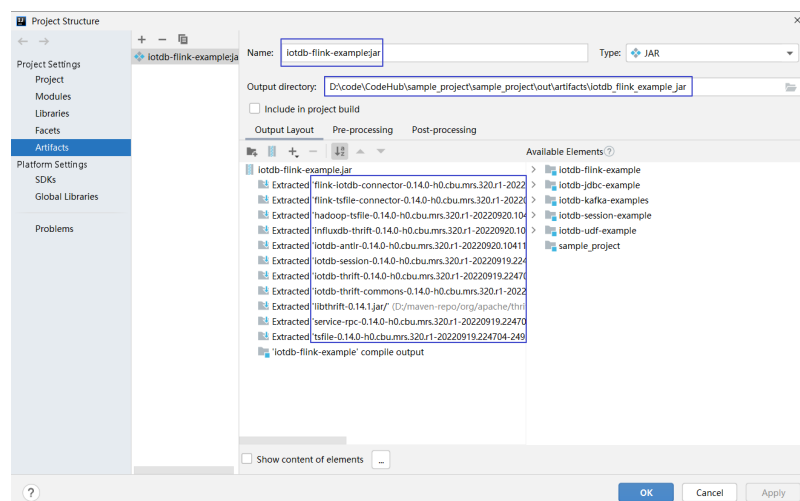 Project Structure
Project Settings
Project
Modules
Libraries
Facets
Artifacts
Platform Settings
SDKs
Global Libraries
Problems
iotdb-flink-example:ja
Name: iotdb-flink-example:jar Type: JAR
Output directory: D:\code\CodeHub\sample_project\sample_project\out\artifacts\iotdb_flink_example_jar
Include in project build
Output Layout Pre-processing Post-processing
Available Elements
iotdb-flink-example.jar
Extracted 'flink-iotdb-connector-0.14.0-h0.cbu.mrs.320.r1-2022
Extracted 'flink-tsfile-connector-0.14.0-h0.cbu.mrs.320.r1-2022
Extracted 'hadoop-tsfile-0.14.0-h0.cbu.mrs.320.r1-20220920.104
Extracted 'influxdb-thrift-0.14.0-h0.cbu.mrs.320.r1-20220920.10
Extracted 'iotdb-antlr-0.14.0-h0.cbu.mrs.320.r1-20220920.10411
Extracted 'iotdb-session-0.14.0-h0.cbu.mrs.320.r1-20220919.224
Extracted 'iotdb-thrift-0.14.0-h0.cbu.mrs.320.r1-20220919.22470
Extracted 'iotdb-thrift-commons-0.14.0-h0.cbu.mrs.320.r1-2022
Extracted 'libthrift-0.14.1.jar/' (D:/maven-repo/org/apache/thri
Extracted 'service-rpc-0.14.0-h0.cbu.mrs.320.r1-20220919.22470
Extracted 'tsfile-0.14.0-h0.cbu.mrs.320.r1-20220919.224704-249
'iotdb-flink-example' compile output
iotdb-flink-example
iotdb-jdbc-example
iotdb-kafka-examples
iotdb-session-example
iotdb-udf-example
sample_project
Show content of elements ...
? OK Cancel Apply